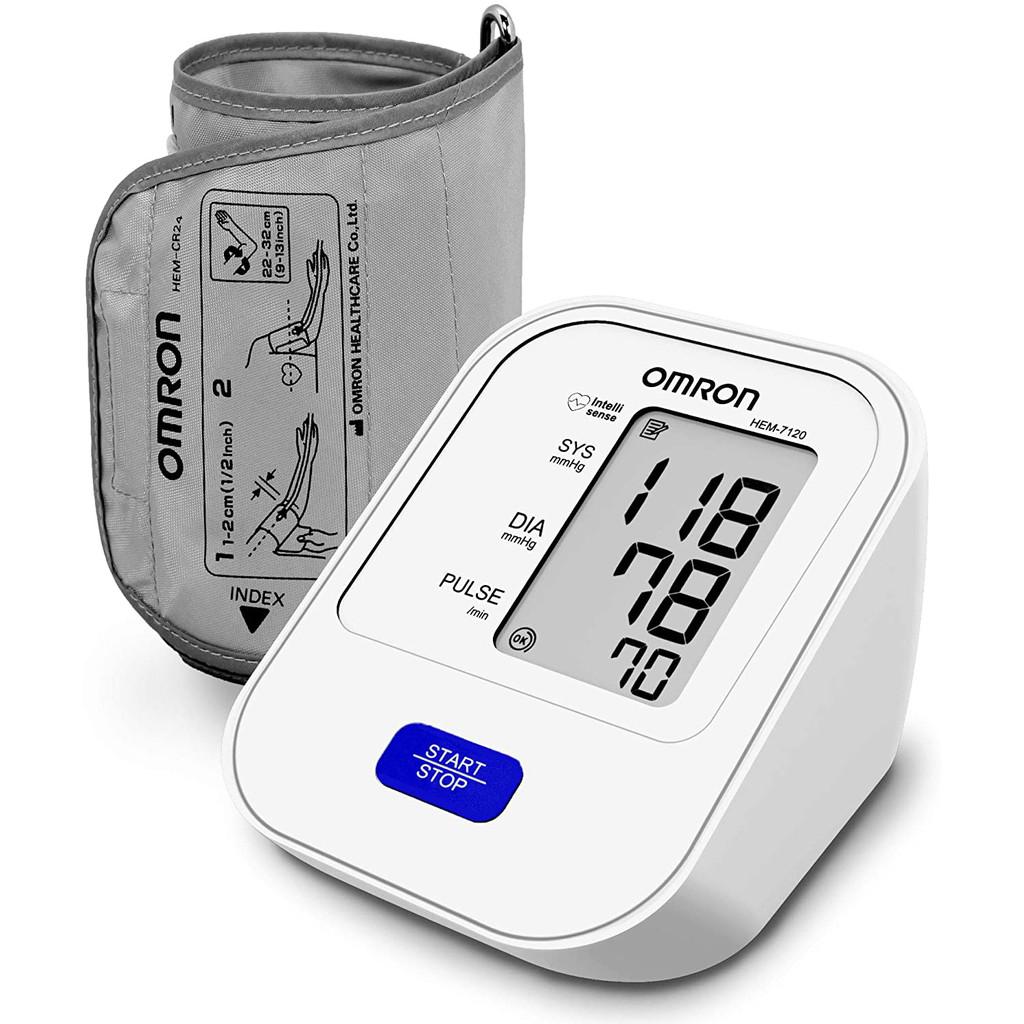 OMRON HEM-CR24
22-32cm
(9-13inch)
2
1 1-2cm (1/2inch)
OMRON HEALTHCARE Co.,Ltd.
INDEX
OMRON
Intelli
sense
HEM-7120
SYS
mmHg
118
DIA
mmHg
78
PULSE
/min
70
OK
START
STOP